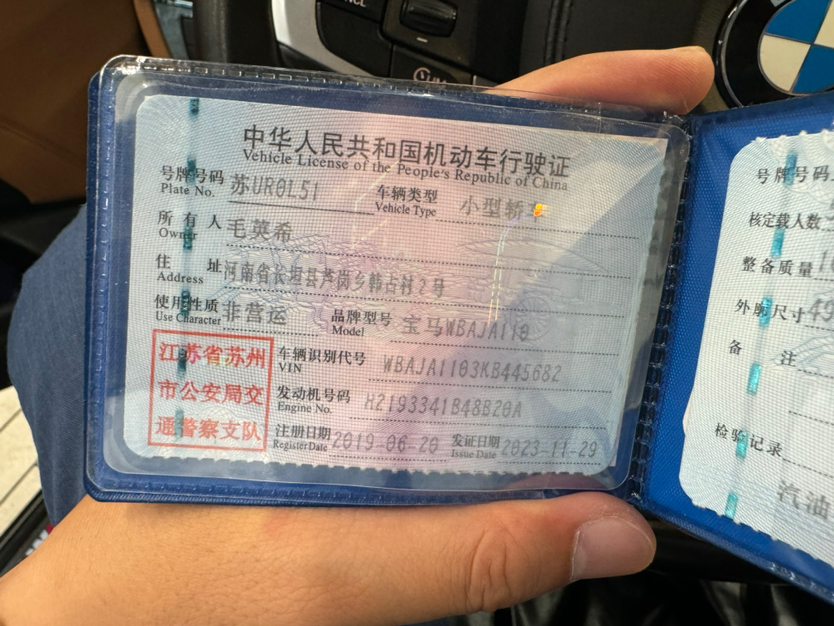 中华人民共和国机动车行驶证
Vehicle License of the People's Republic of China
号牌号码 苏UR0L51 车辆类型 小型轿车
Plate No. Vehicle Type
所有人 毛英希
Owner
住址 河南省长垣县芦岗乡韩占村2号
Address
使用性质 非营运 品牌型号 宝马WBAJA110
Use Character Model
江苏省苏州 车辆识别代号 WBAJA1103KB445682
VIN
市公安局交 发动机号码 H2193341B48B20A
Engine No.
通警察支队 注册日期 2019-06-20 发证日期 2023-11-29
Register Date Issue Date
号牌号码
核定载人数
整备质量
外廓尺寸
备注
检验记录
汽油